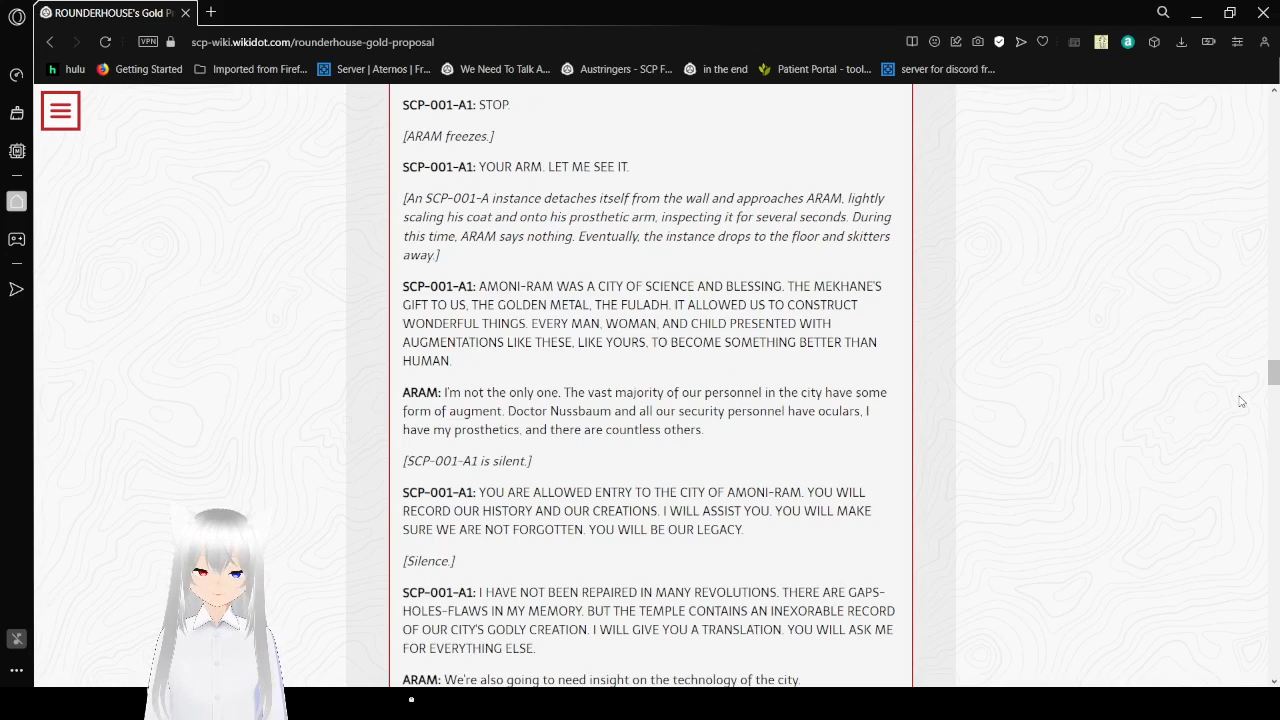 ROUNDERHOUSE's Gold P
scp-wiki.wikidot.com/rounderhouse-gold-proposal
VPN
hulu
Getting Started
Imported from Firef...
Server | Aternos | Fr...
We Need To Talk A...
Austringers - SCP F...
in the end
Patient Portal - tool...
server for discord fr...
SCP-001-A1: STOP.
[ARAM freezes.]
SCP-001-A1: YOUR ARM. LET ME SEE IT.
[An SCP-001-A instance detaches itself from the wall and approaches ARAM, lightly
scaling his coat and onto his prosthetic arm, inspecting it for several seconds. During
this time, ARAM says nothing. Eventually, the instance drops to the floor and skitters
away.]
SCP-001-A1: AMONI-RAM WAS A CITY OF SCIENCE AND BLESSING. THE MEKHANE'S
GIFT TO US, THE GOLDEN METAL, THE FULADH. IT ALLOWED US TO CONSTRUCT
WONDERFUL THINGS. EVERY MAN, WOMAN, AND CHILD PRESENTED WITH
AUGMENTATIONS LIKE THESE, LIKE YOURS, TO BECOME SOMETHING BETTER THAN
HUMAN.
ARAM: I'm not the only one. The vast majority of our personnel in the city have some
form of augment. Doctor Nussbaum and all our security personnel have oculars, I
have my prosthetics, and there are countless others.
[SCP-001-A1 is silent.]
SCP-001-A1: YOU ARE ALLOWED ENTRY TO THE CITY OF AMONI-RAM. YOU WILL
RECORD OUR HISTORY AND OUR CREATIONS. I WILL ASSIST YOU. YOU WILL MAKE
SURE WE ARE NOT FORGOTTEN. YOU WILL BE OUR LEGACY.
[Silence.]
SCP-001-A1: I HAVE NOT BEEN REPAIRED IN MANY REVOLUTIONS. THERE ARE GAPS-
HOLES-FLAWS IN MY MEMORY. BUT THE TEMPLE CONTAINS AN INEXORABLE RECORD
OF OUR CITY'S GODLY CREATION. I WILL GIVE YOU A TRANSLATION. YOU WILL ASK ME
FOR EVERYTHING ELSE.
ARAM: We're also going to need insight on the technology of the city.